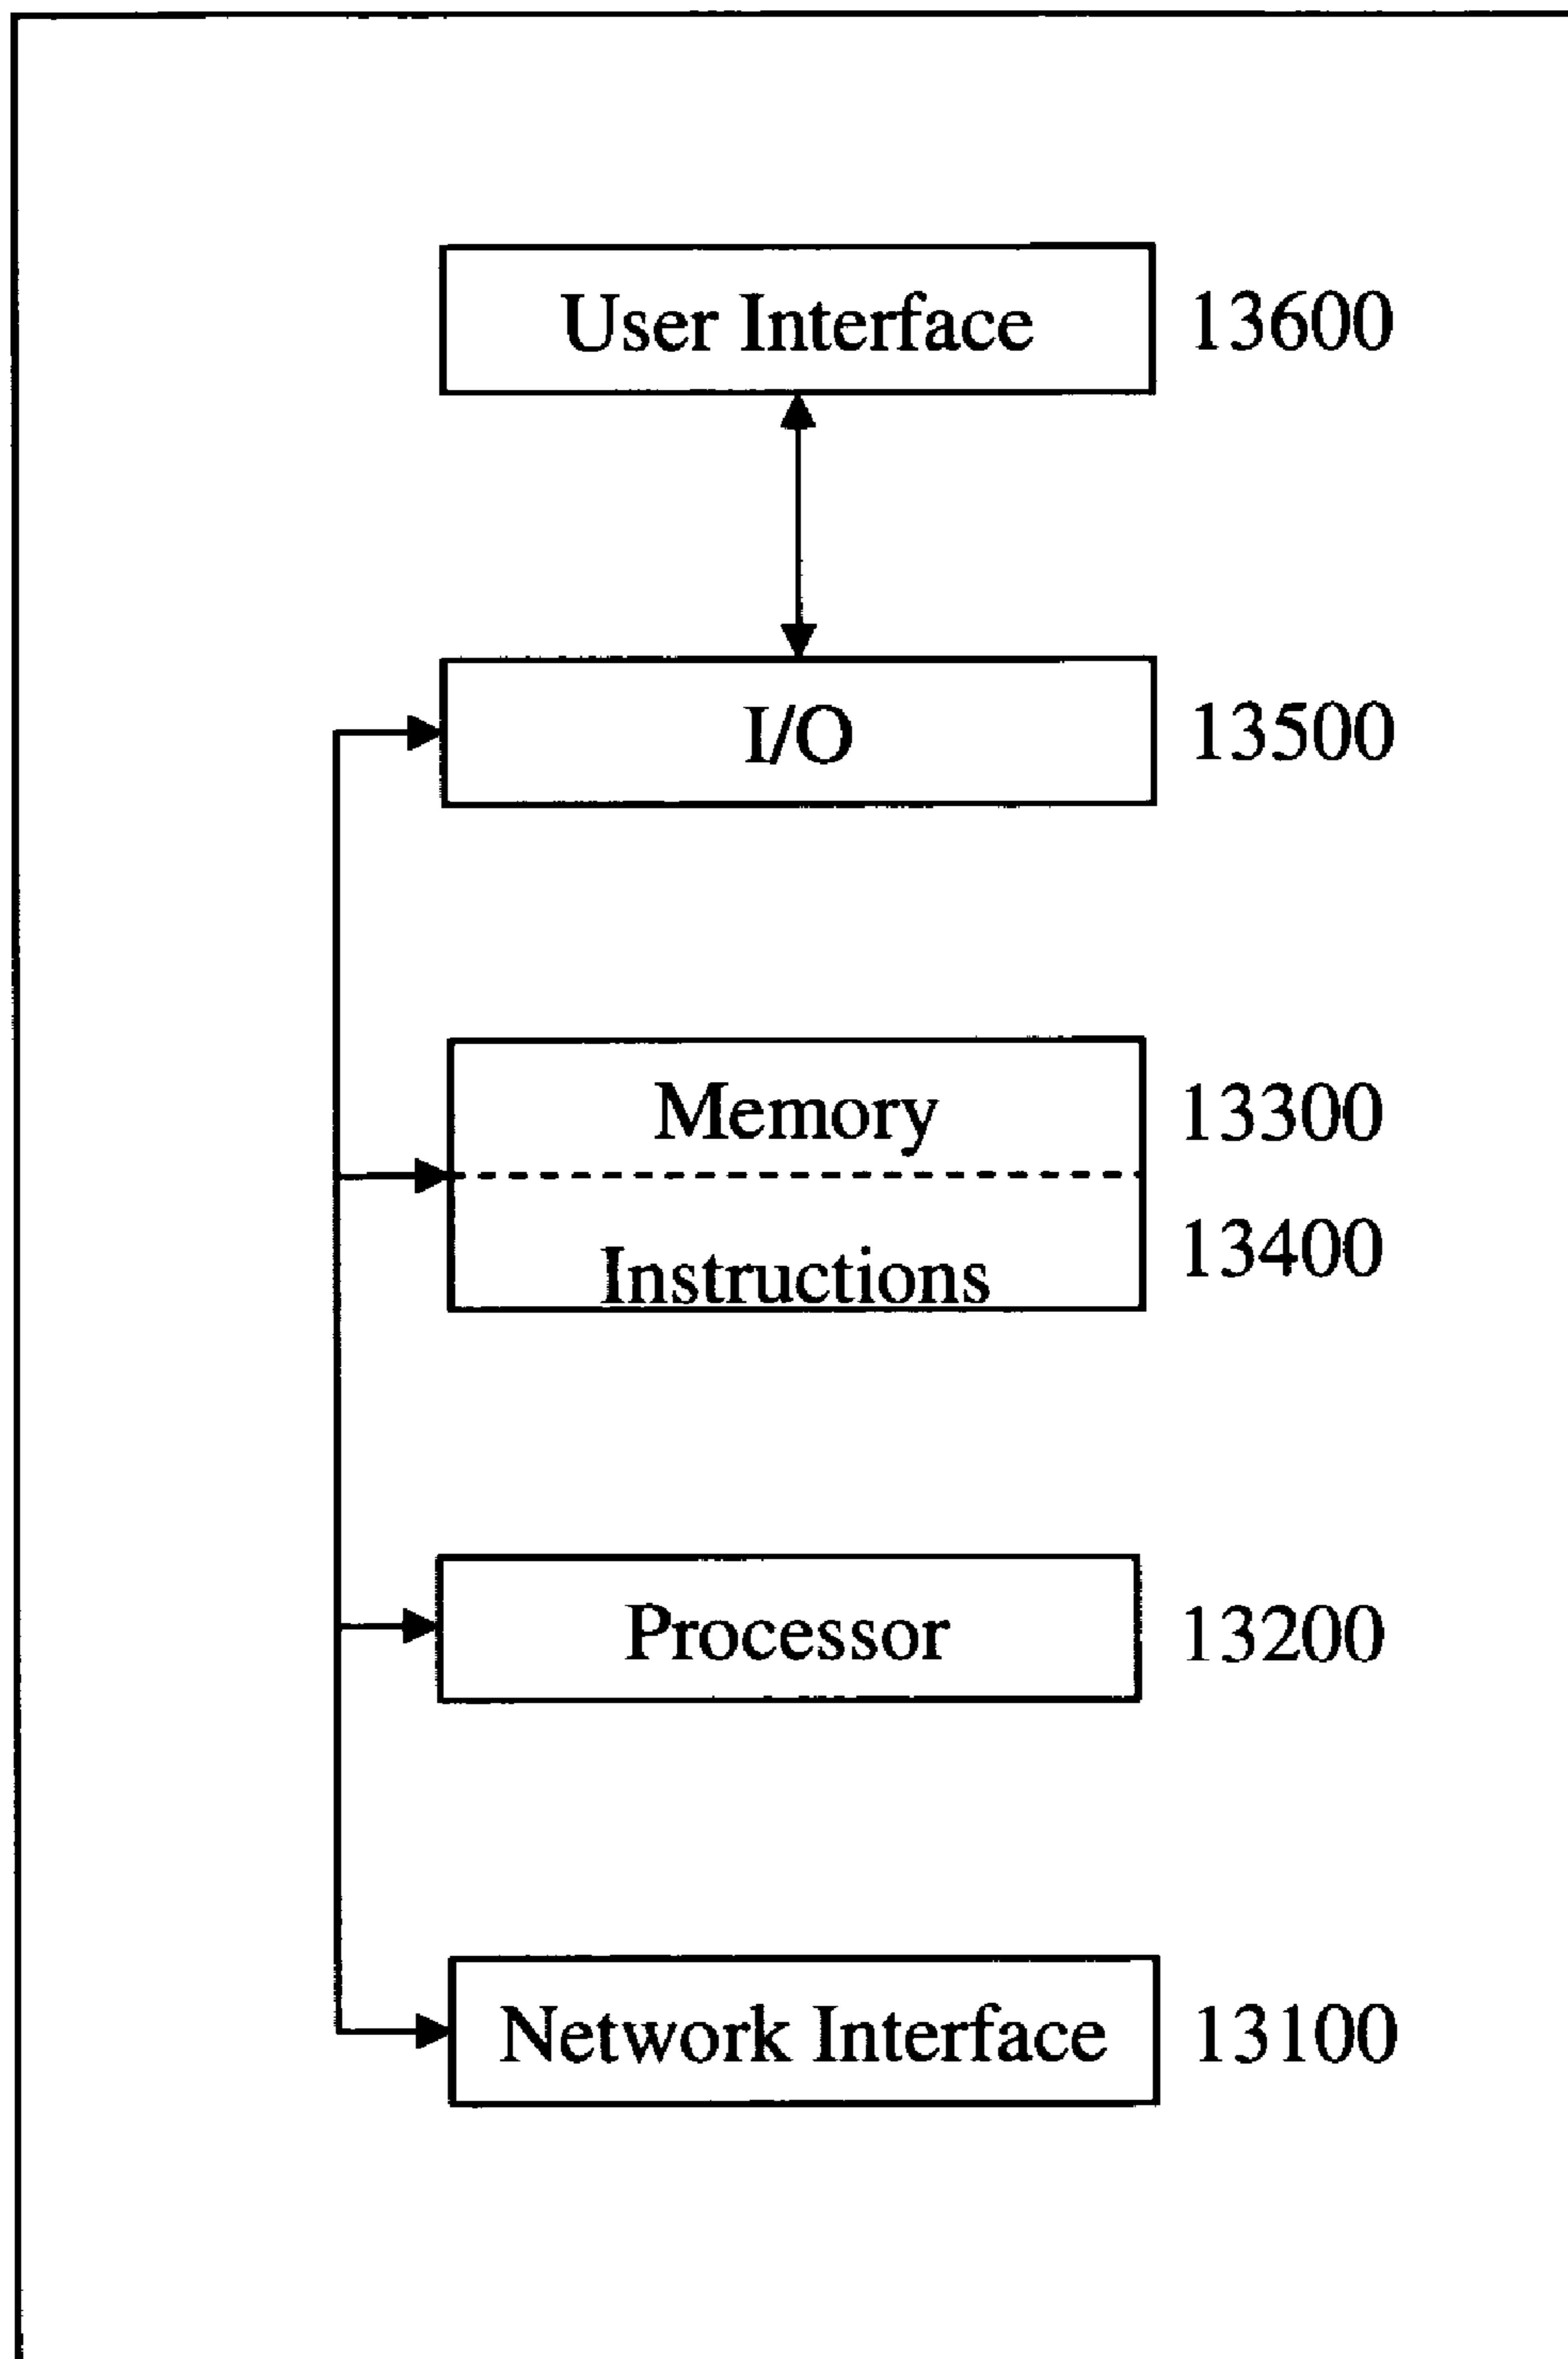 User Interface 13600
I/O 13500
Memory 13300
Instructions 13400
Processor 13200
Network Interface 13100